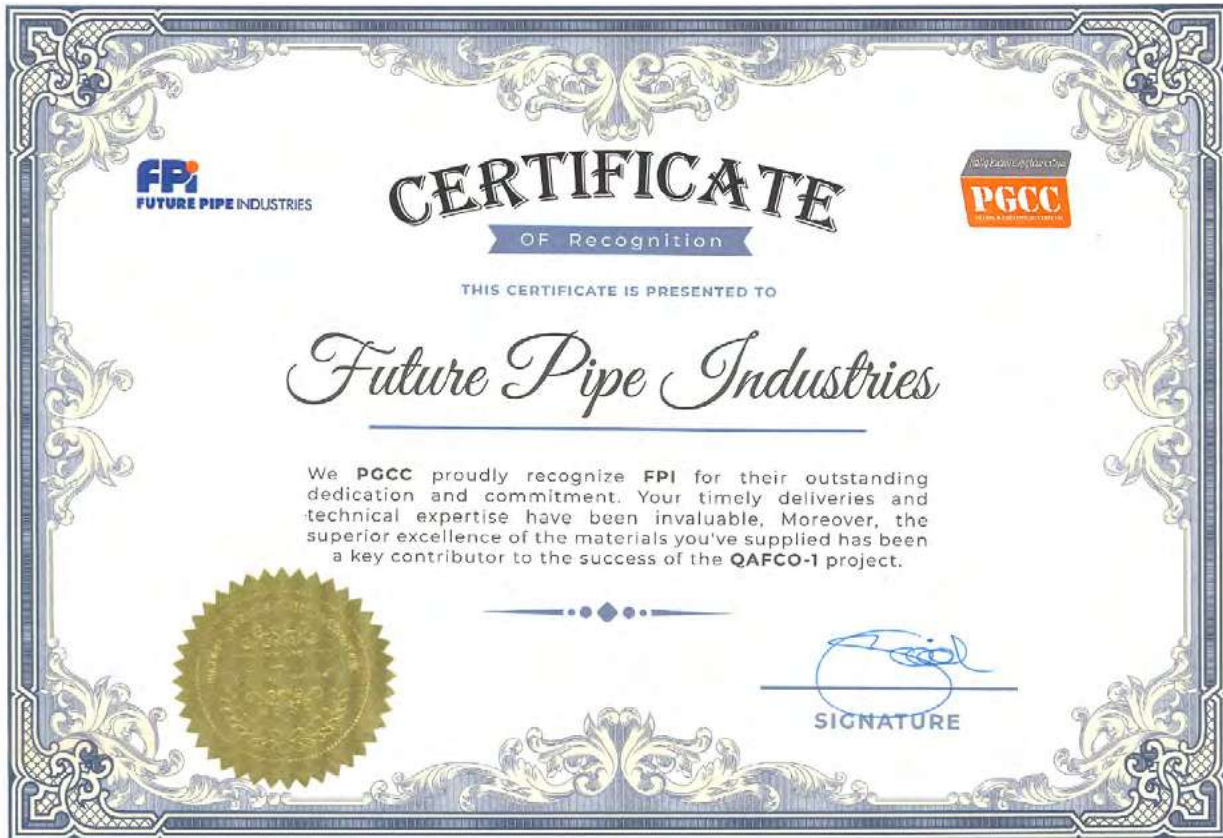 FPi
FUTURE PIPE INDUSTRIES
PGCC
CERTIFICATE
OF Recognition
THIS CERTIFICATE IS PRESENTED TO
Future Pipe Industries
We PGCC proudly recognize FPI for their outstanding
dedication and commitment. Your timely deliveries and
technical expertise have been invaluable, Moreover, the
superior excellence of the materials you've supplied has been
a key contributor to the success of the QAFCO-1 project.
SIGNATURE